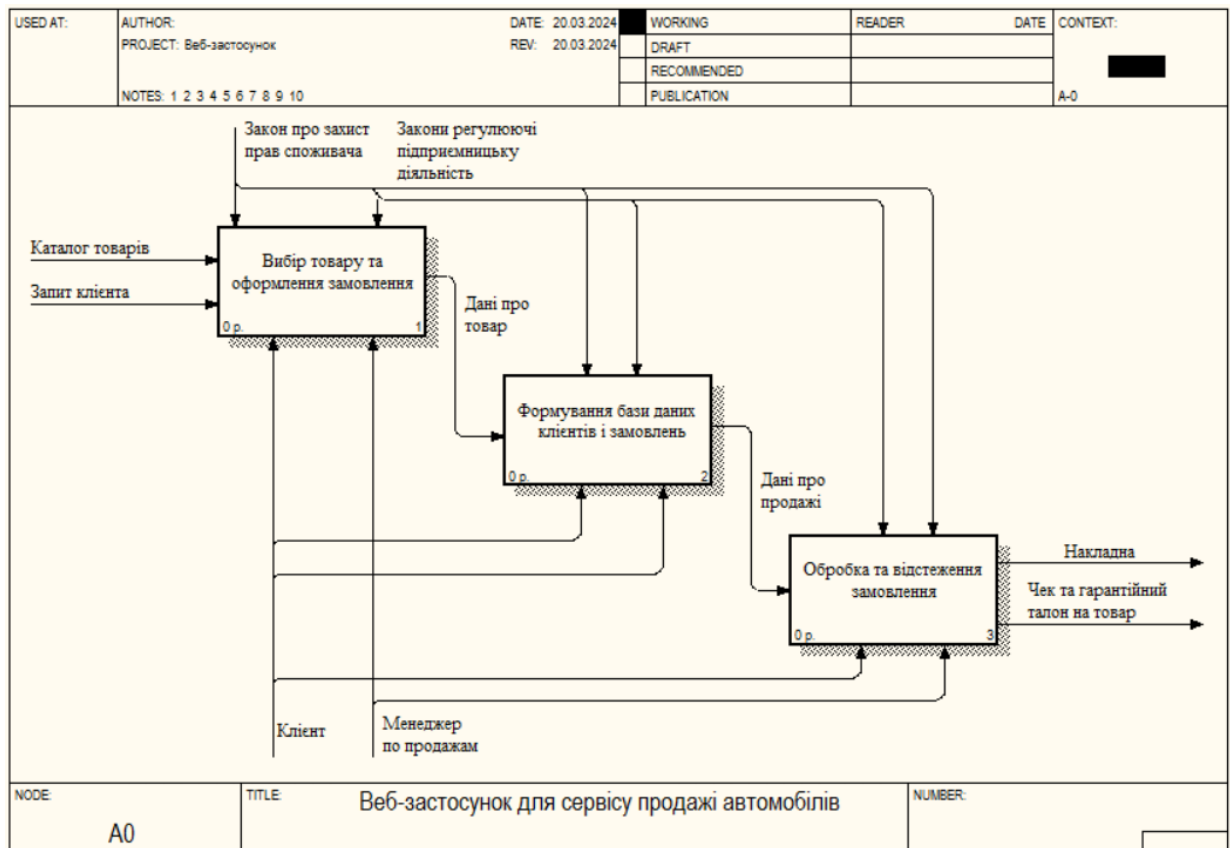 USED AT:
AUTHOR:
DATE: 20.03.2024
WORKING
READER
DATE
CONTEXT:
PROJECT: Веб-застосунок
REV: 20.03.2024
DRAFT
RECOMMENDED
NOTES: 1 2 3 4 5 6 7 8 9 10
PUBLICATION
A-0
Закон про захист
прав споживача
Закони регулюючі
підприємницьку
діяльність
Каталог товарів
Запит клієнта
Вибір товару та
оформлення замовлення
0 р.
1
Дані про
товар
Формування бази даних
клієнтів і замовлень
0 р.
2
Дані про
продажі
Обробка та відстеження
замовлення
0 р.
3
Накладна
Чек та гарантійний
талон на товар
Клієнт
Менеджер
по продажам
NODE:
A0
TITLE:
Веб-застосунок для сервісу продажі автомобілів
NUMBER: